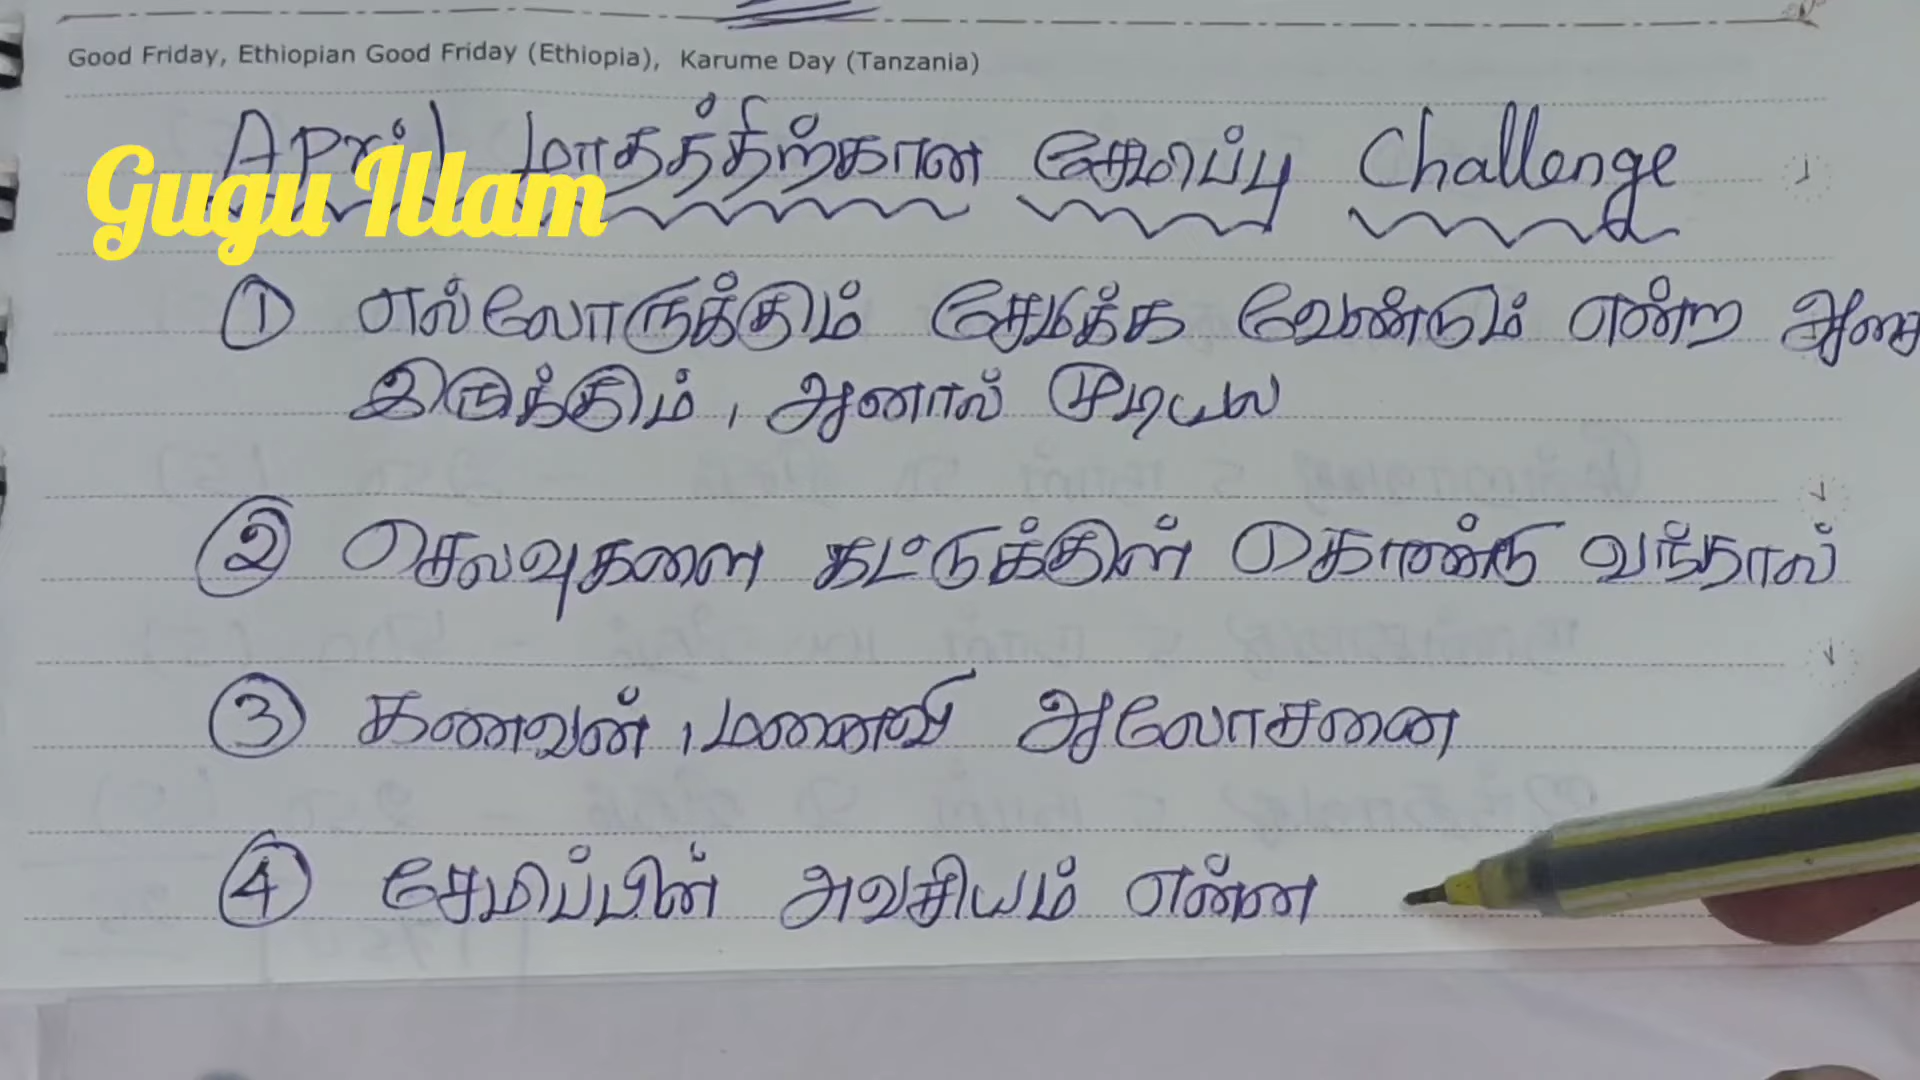 Good Friday, Ethiopian Good Friday (Ethiopia), Karume Day (Tanzania)
April மாதத்திற்கான சேமிப்பு Challenge
Gugu Illam
① எல்லோருக்கும் சேமிக்க வேண்டும் என்ற ஆசை
இருக்கும், ஆனால் முடியல
② செலவுகளை கட்டுக்குள் கொண்டு வந்தால்
③ கணவன், மனைவி ஆலோசனை
④ சேமிப்பின் அவசியம் என்ன